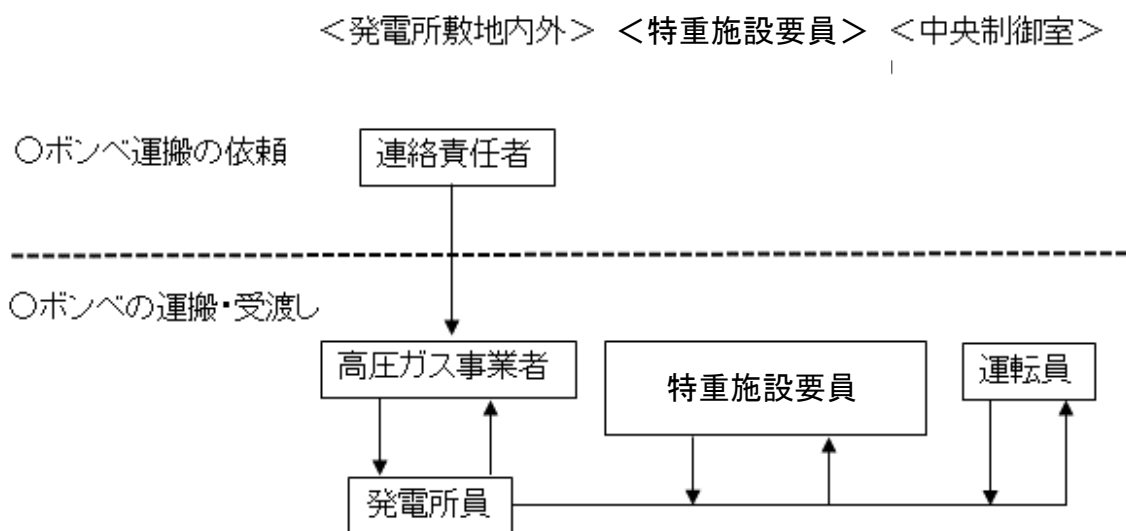 ＜発電所敷地内外＞ ＜特重施設要員＞ ＜中央制御室＞
○ボンベ運搬の依頼
連絡責任者
○ボンベの運搬・受渡し
高圧ガス事業者
特重施設要員
運転員
発電所員